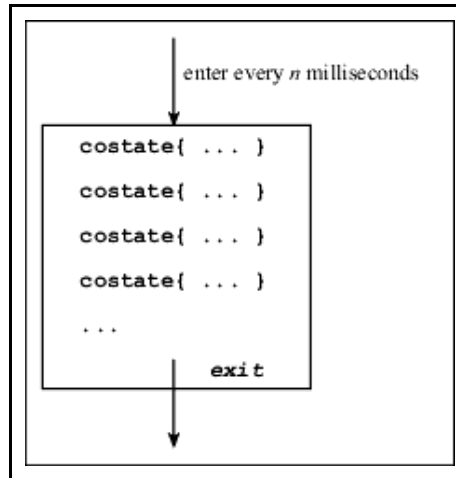 enter every n milliseconds
costate{ ... }
costate{ ... }
costate{ ... }
costate{ ... }
...
exit